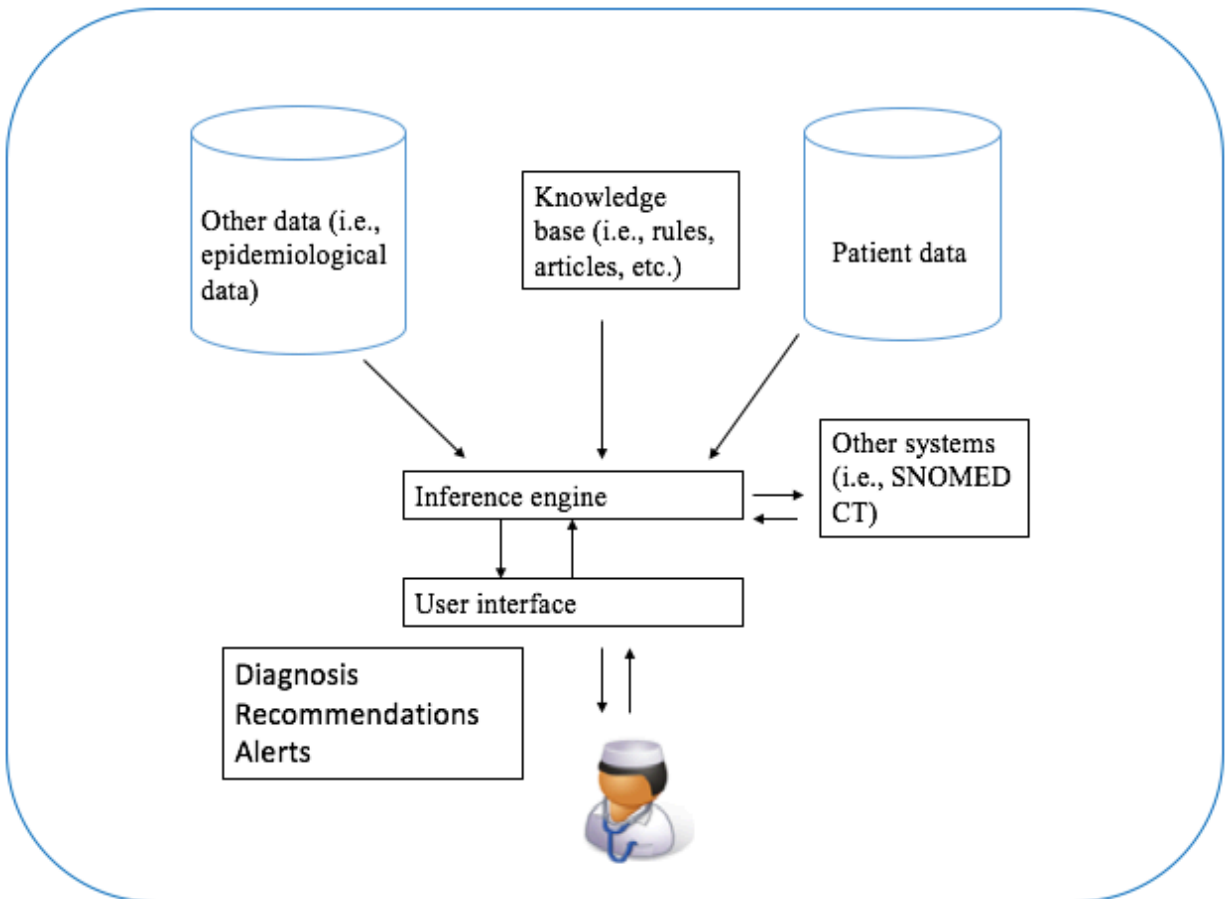 Other data (i.e.,
epidemiological
data)
Knowledge
base (i.e., rules,
articles, etc.)
Patient data
Other systems
(i.e., SNOMED
CT)
Inference engine
User interface
Diagnosis
Recommendations
Alerts